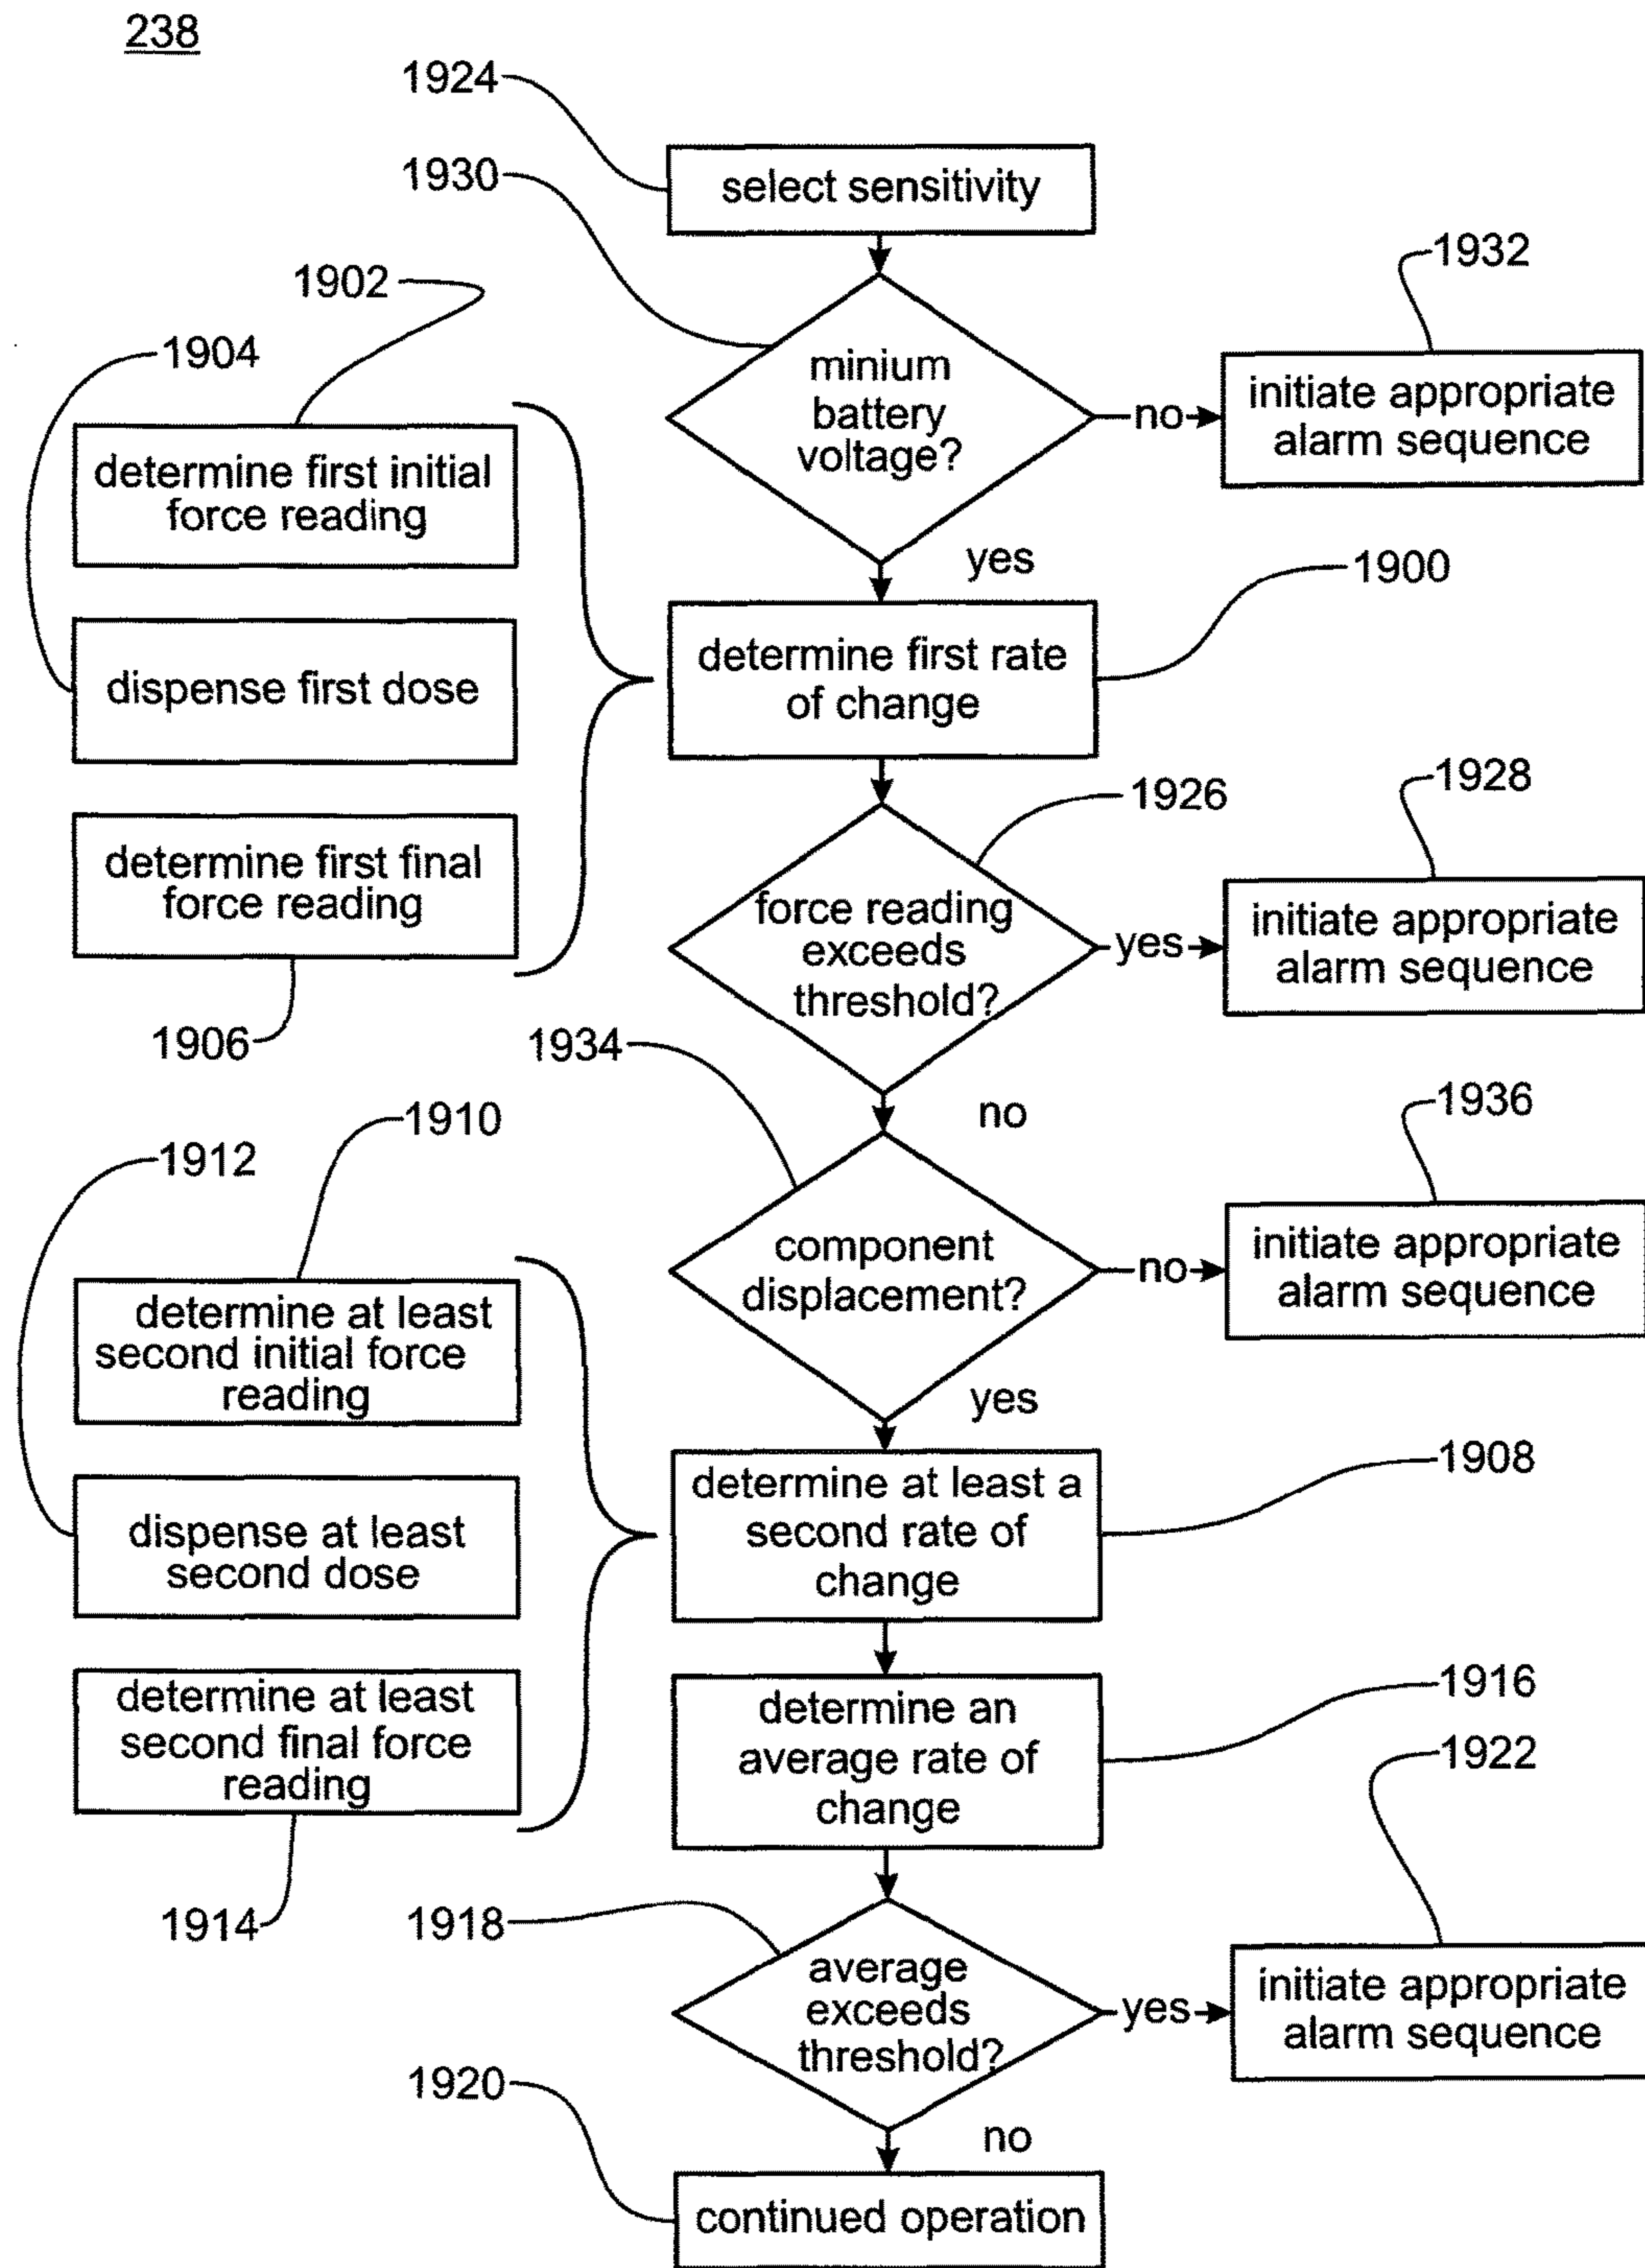 238
1924
select sensitivity
1930
1932
minium
battery
voltage?
no
initiate appropriate
alarm sequence
yes
1902
1904
determine first initial
force reading
dispense first dose
determine first final
force reading
1906
1900
determine first rate
of change
1926
1928
force reading
exceeds
threshold?
yes
initiate appropriate
alarm sequence
no
1934
1936
component
displacement?
no
initiate appropriate
alarm sequence
yes
1910
1912
determine at least
second initial force
reading
dispense at least
second dose
determine at least
second final force
reading
1914
1908
determine at least a
second rate of
change
1916
determine an
average rate of
change
1918
1922
average
exceeds
threshold?
yes
initiate appropriate
alarm sequence
no
1920
continued operation